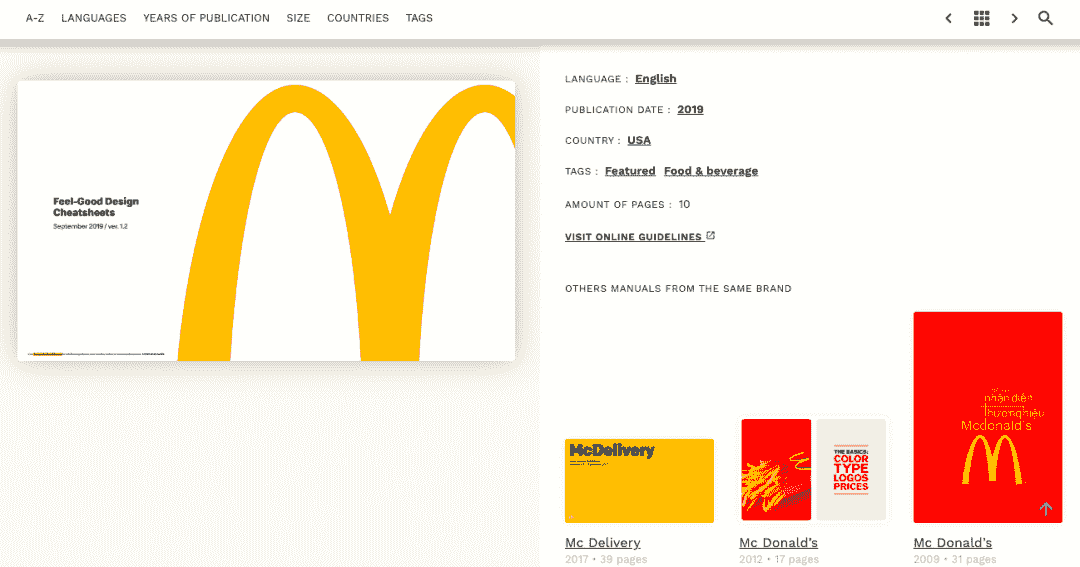 A-Z LANGUAGES YEARS OF PUBLICATION SIZE COUNTRIES TAGS
Feel-Good Design
Cheatsheets
September 2019 / ver. 1.2
LANGUAGE : English
PUBLICATION DATE : 2019
COUNTRY : USA
TAGS : Featured Food & beverage
AMOUNT OF PAGES : 10
VISIT ONLINE GUIDELINES
OTHERS MANUALS FROM THE SAME BRAND
McDelivery
THE BASICS:
COLOR
TYPE
LOGOS
PRICES
nhận diện
thương hiệu
Mcdonald's
Mc Delivery
2017 • 39 pages
Mc Donald's
2012 • 17 pages
Mc Donald's
2009 • 31 pages